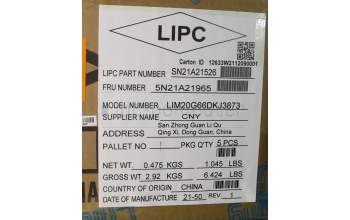 LIPC
Carton ID : 12633W2112090001
LIPC PART NUMBER SN21A21526
FRU NUMBER 5N21A21965
MODEL NUMBER LIM20G66DKJ3873
SUPPLIER NAME CNY
San Zhong Guan Li Qu
ADDRESS Qing Xi, Dong Guan, China
PALLET NO 1 PKG Q'TY 5 PCS
NET WT. 0.475 KGS 1.045 LBS
GROSS WT. 2.92 KGS 6.424 LBS
COUNTRY OF ORIGIN CHINA
DATE OF MANUFACTURE 21-50 REV